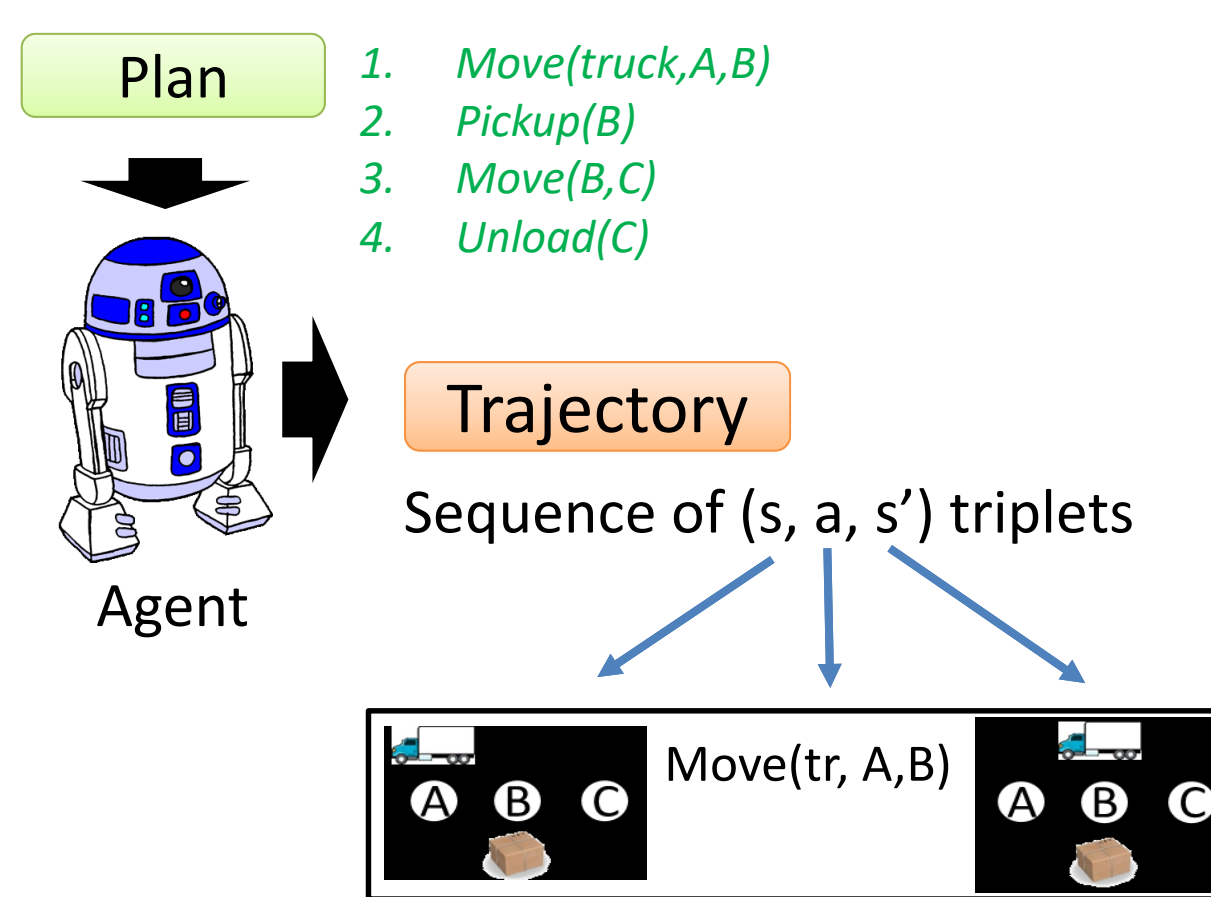 Plan
1. Move(truck,A,B)
2. Pickup(B)
3. Move(B,C)
4. Unload(C)
Trajectory
Sequence of (s, a, s’) triplets
Agent
Move(tr, A,B)
A B C
A B C